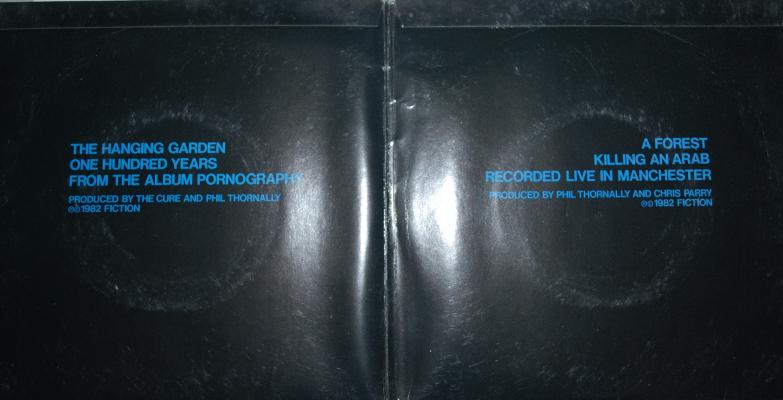 THE HANGING GARDEN
ONE HUNDRED YEARS
FROM THE ALBUM PORNOGRAPHY
PRODUCED BY THE CURE AND PHIL THORNALLY
℗©1982 FICTION
A FOREST
KILLING AN ARAB
RECORDED LIVE IN MANCHESTER
PRODUCED BY PHIL THORNALLY AND CHRIS PARRY
℗©1982 FICTION